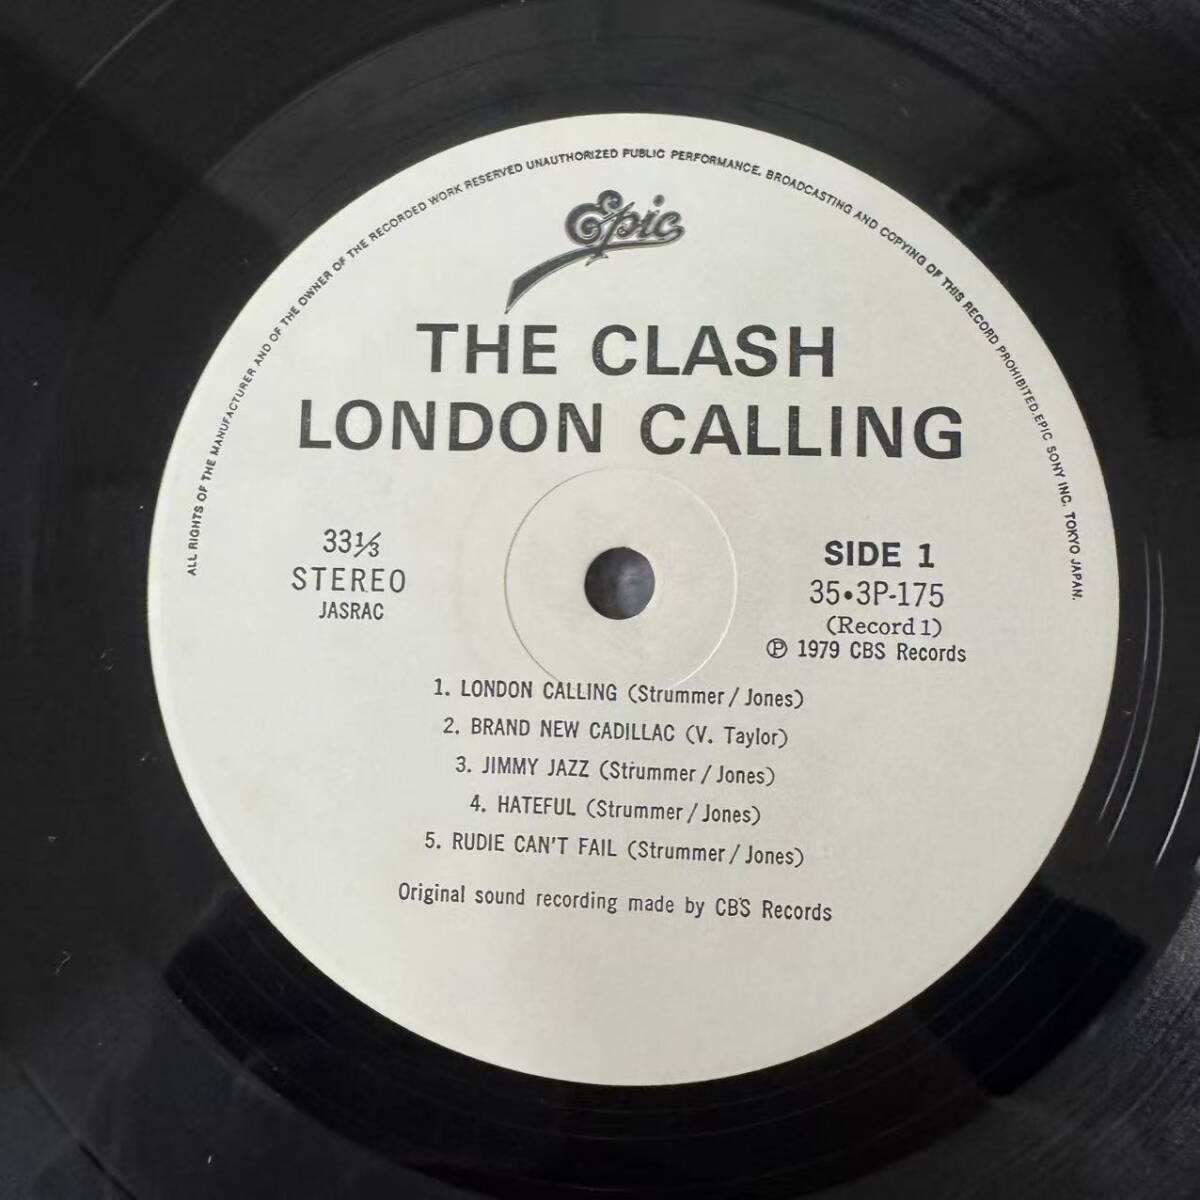 ALL RIGHTS OF THE MANUFACTURER AND OF THE OWNER OF THE RECORDED WORK RESERVED UNAUTHORIZED PUBLIC PERFORMANCE, BROADCASTING AND COPYING OF THIS RECORD PROHIBITED. EPIC SONY INC. TOKYO JAPAN.
Epic
THE CLASH
LONDON CALLING
33⅓
STEREO
JASRAC
SIDE 1
35•3P-175
(Record 1)
℗ 1979 CBS Records
1. LONDON CALLING (Strummer / Jones)
2. BRAND NEW CADILLAC (V. Taylor)
3. JIMMY JAZZ (Strummer / Jones)
4. HATEFUL (Strummer / Jones)
5. RUDIE CAN'T FAIL (Strummer / Jones)
Original sound recording made by CBS Records